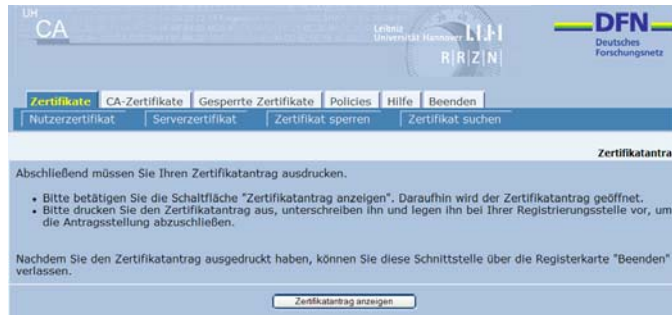 UH
CA
Leibniz
Universität Hannover
RRZN
DFN
Deutsches
Forschungsnetz
Zertifikate CA-Zertifikate Gesperrte Zertifikate Policies Hilfe Beenden
Nutzerzertifikat Serverzertifikat Zertifikat sperren Zertifikat suchen
Zertifikatantra
Abschließend müssen Sie Ihren Zertifikatantrag ausdrucken.
• Bitte betätigen Sie die Schaltfläche "Zertifikatantrag anzeigen". Daraufhin wird der Zertifikatantrag geöffnet.
• Bitte drucken Sie den Zertifikatantrag aus, unterschreiben ihn und legen ihn bei Ihrer Registrierungsstelle vor, um
die Antragsstellung abzuschließen.
Nachdem Sie den Zertifikatantrag ausgedruckt haben, können Sie diese Schnittstelle über die Registerkarte "Beenden"
verlassen.
Zertifikatantrag anzeigen